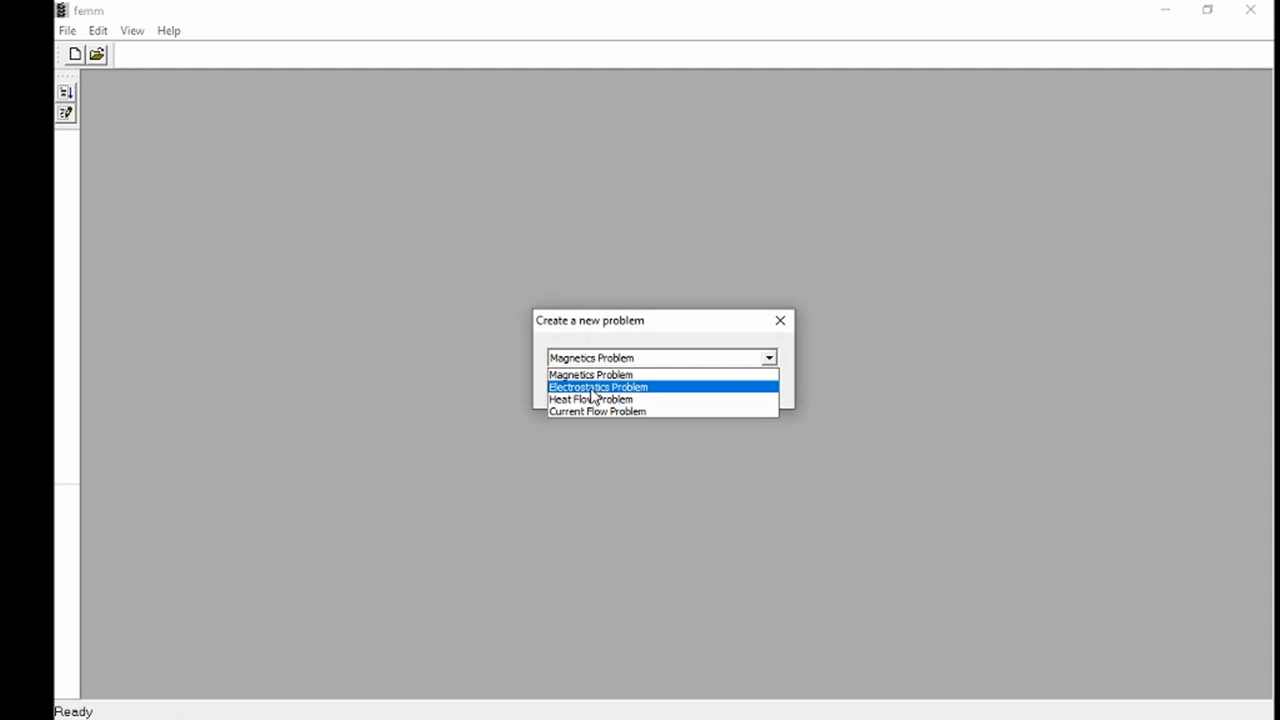 femm
File Edit View Help
Create a new problem
Magnetics Problem
Magnetics Problem
Electrostatics Problem
Heat Flow Problem
Current Flow Problem
Ready